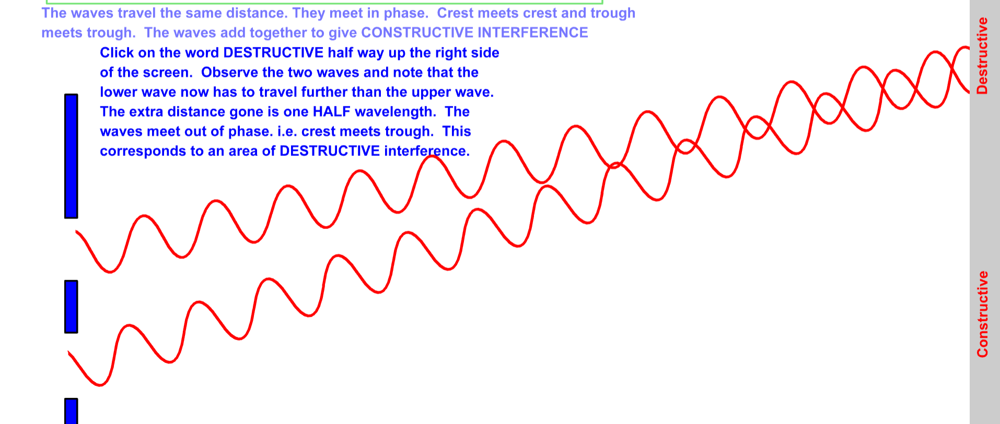 The waves travel the same distance. They meet in phase.  Crest meets crest and trough
meets trough.  The waves add together to give CONSTRUCTIVE INTERFERENCE
Click on the word DESTRUCTIVE half way up the right side
of the screen.  Observe the two waves and note that the
lower wave now has to travel further than the upper wave.
The extra distance gone is one HALF wavelength.  The
waves meet out of phase. i.e. crest meets trough.  This
corresponds to an area of DESTRUCTIVE interference.
Destructive
Constructive